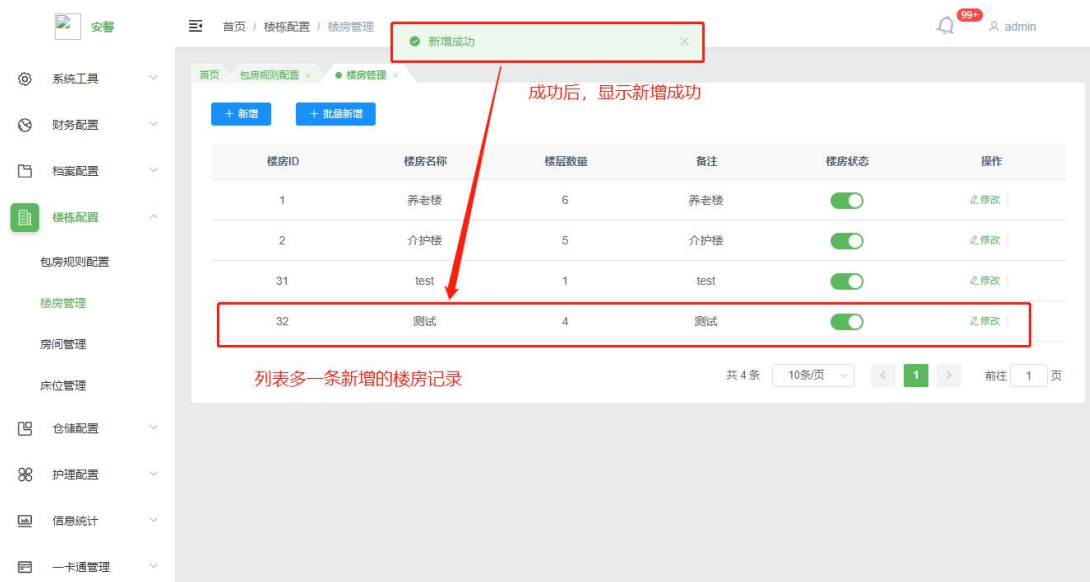 安馨
首页 / 楼栋配置 / 楼房管理
新增成功
99+
admin
系统工具
财务配置
档案配置
楼栋配置
包房规则配置
楼房管理
房间管理
床位管理
仓储配置
护理配置
信息统计
一卡通管理
首页 包房规则配置 × 楼房管理 ×
成功后，显示新增成功
+ 新增 + 批量新增
楼房ID 楼房名称 楼层数量 备注 楼房状态 操作
1 养老楼 6 养老楼 修改
2 介护楼 5 介护楼 修改
31 test 1 test 修改
32 测试 4 测试 修改
列表多一条新增的楼房记录
共 4 条 10条/页 < 1 > 前往 1 页